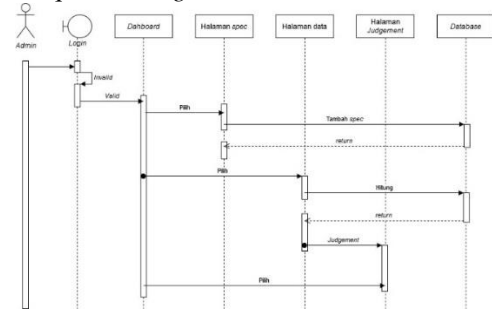 Dahboard
Halaman spec
Halaman data
Halaman
Judgement
Database
Admin
Login
Invalid
Valid
Pilih
Tambah spec
return
Pilih
Hitung
return
Judgement
Pilih